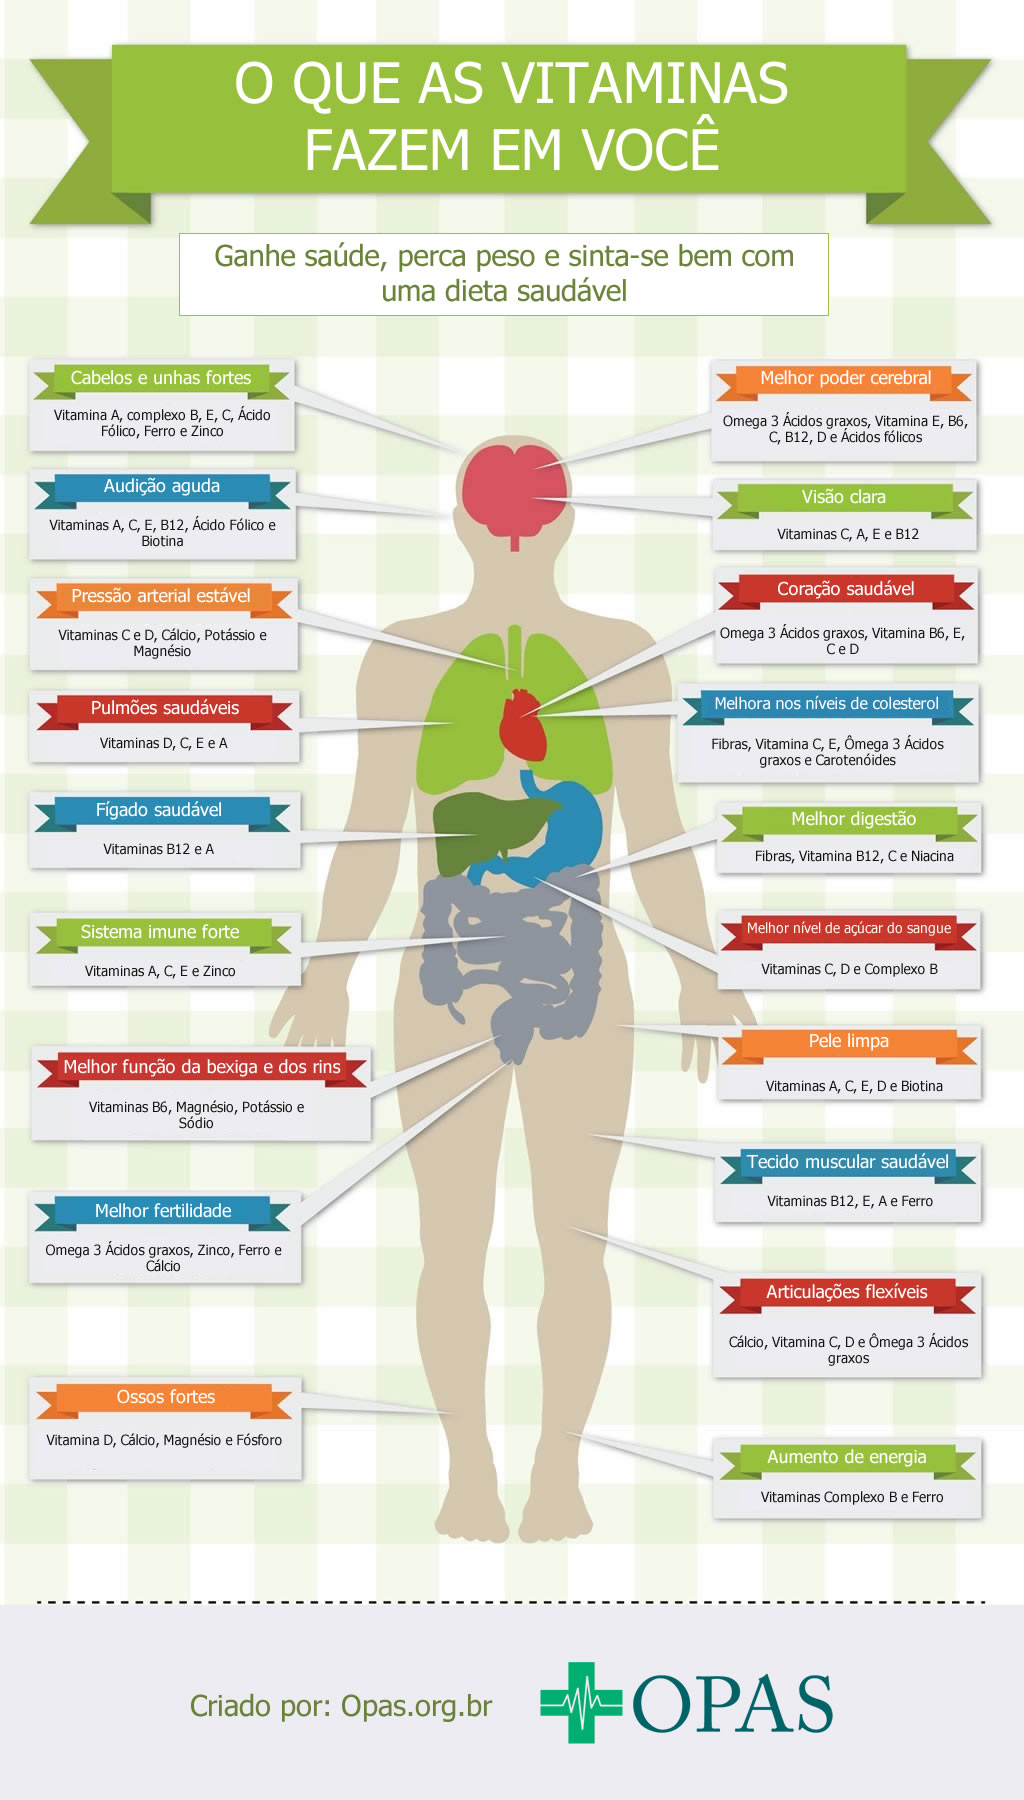 O QUE AS VITAMINAS
FAZEM EM VOCÊ
Ganhe saúde, perca peso e sinta-se bem com
uma dieta saudável
Cabelos e unhas fortes
Vitamina A, complexo B, E, C, Ácido
Fólico, Ferro e Zinco
Audição aguda
Vitaminas A, C, E, B12, Ácido Fólico e
Biotina
Pressão arterial estável
Vitaminas C e D, Cálcio, Potássio e
Magnésio
Pulmões saudáveis
Vitaminas D, C, E e A
Fígado saudável
Vitaminas B12 e A
Sistema imune forte
Vitaminas A, C, E e Zinco
Melhor função da bexiga e dos rins
Vitaminas B6, Magnésio, Potássio e
Sódio
Melhor fertilidade
Omega 3 Ácidos graxos, Zinco, Ferro e
Cálcio
Ossos fortes
Vitamina D, Cálcio, Magnésio e Fósforo
Melhor poder cerebral
Omega 3 Ácidos graxos, Vitamina E, B6,
C, B12, D e Ácidos fólicos
Visão clara
Vitaminas C, A, E e B12
Coração saudável
Omega 3 Ácidos graxos, Vitamina B6, E,
C e D
Melhora nos níveis de colesterol
Fibras, Vitamina C, E, Ômega 3 Ácidos
graxos e Carotenóides
Melhor digestão
Fibras, Vitamina B12, C e Niacina
Melhor nível de açúcar do sangue
Vitaminas C, D e Complexo B
Pele limpa
Vitaminas A, C, E, D e Biotina
Tecido muscular saudável
Vitaminas B12, E, A e Ferro
Articulações flexíveis
Cálcio, Vitamina C, D e Ômega 3 Ácidos
graxos
Aumento de energia
Vitaminas Complexo B e Ferro
Criado por: Opas.org.br
OPAS